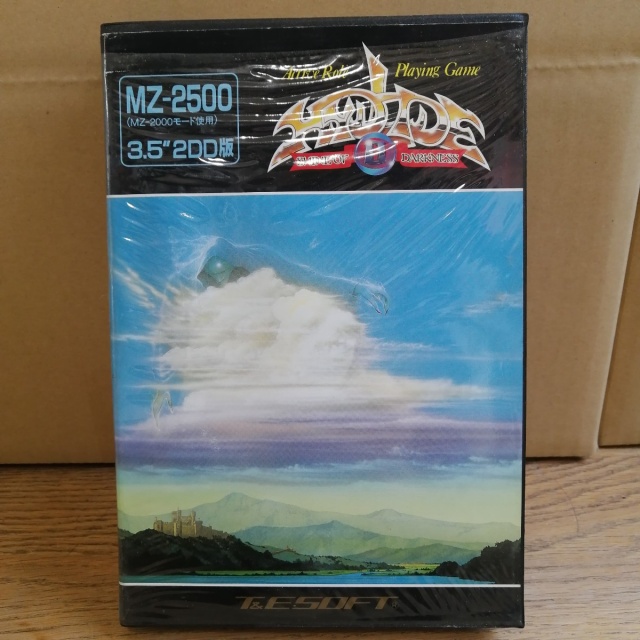 Active Role Playing Game
MZ-2500
(MZ-2000モード使用)
3.5"2DD版
HYDLIDE
II
SHINE OF DARKNESS
T&ESOFT